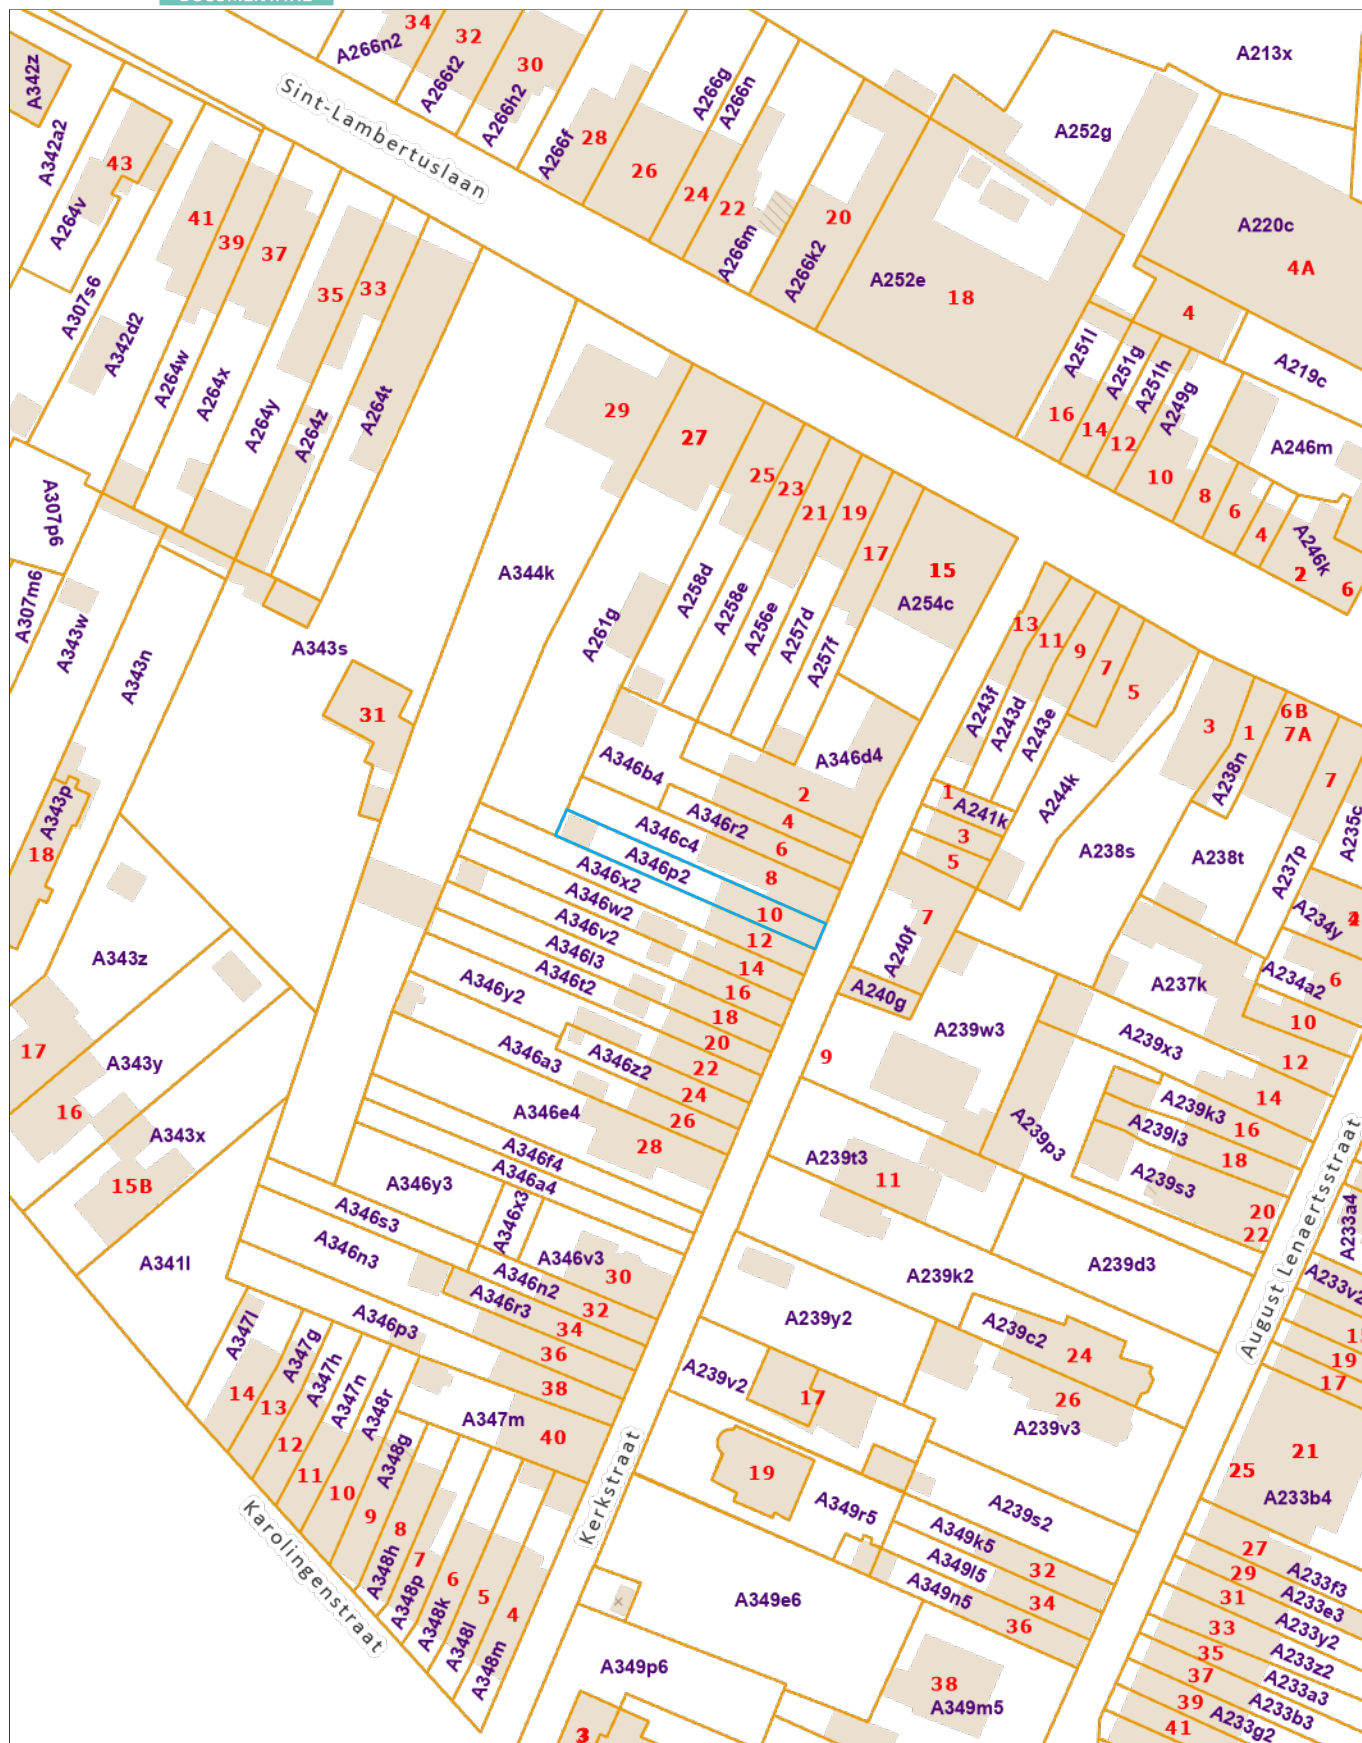 34
32
30
A266n2
A266t2
A266h2
A266f
28
26
A266g
A266n
24
22
A266m
20
A266k2
A252e
18
A252g
A213x
A220c
4A
4
A219c
A251l
A251g
A251h
A249g
16
14
12
10
8
6
4
2
6
A246m
A246k
Sint-Lambertuslaan
A342z
A342a2
43
A264v
A307s6
A342d2
41
39
37
35
33
A264w
A264x
A264y
A264z
A264t
A307p6
A307m6
A343w
A343n
A343s
31
A344k
29
27
25
23
21
19
17
15
A254c
A261g
A258d
A258e
A256e
A257d
A257f
13
11
9
7
5
A243f
A243d
A243e
A244k
3
1
6B
7A
7
A238n
A235c
A346b4
A346d4
2
A346r2
4
A346c4
6
A346p2
8
10
A346x2
12
A346w2
14
A346v2
16
A346l3
18
A346t2
20
A346y2
22
A346z2
24
A346a3
26
A346e4
28
1
A241k
3
5
7
A240f
A240g
9
A238s
A238t
A237p
A234y
A234a2
6
10
A237k
12
A239w3
A239x3
14
A239k3
16
A239l3
18
A239s3
20
22
A239p3
A239t3
11
A343p
18
A343z
17
A343y
16
A343x
15B
A341l
A346f4
A346a4
A346y3
A346x3
A346s3
A346n3
A346v3
30
A346n2
32
A346r3
34
36
A346p3
38
A347m
40
A347l
A347g
A347h
A347n
A348r
A348g
14
13
12
11
10
9
8
7
6
5
4
A348h
A348p
A348k
A348l
A348m
Karolingenstraat
Kerkstraat
August Lenaertsstraat
A239k2
A239d3
A239y2
A239c2
24
26
A239v3
A239v2
17
19
A349r5
A239s2
A349k5
32
A349l5
34
A349n5
36
A349e6
A349p6
38
A349m5
3
A233a4
A233v2
19
17
21
25
A233b4
27
A233f3
29
A233e3
31
A233y2
33
A233z2
35
A233a3
37
A233b3
39
A233g2
41